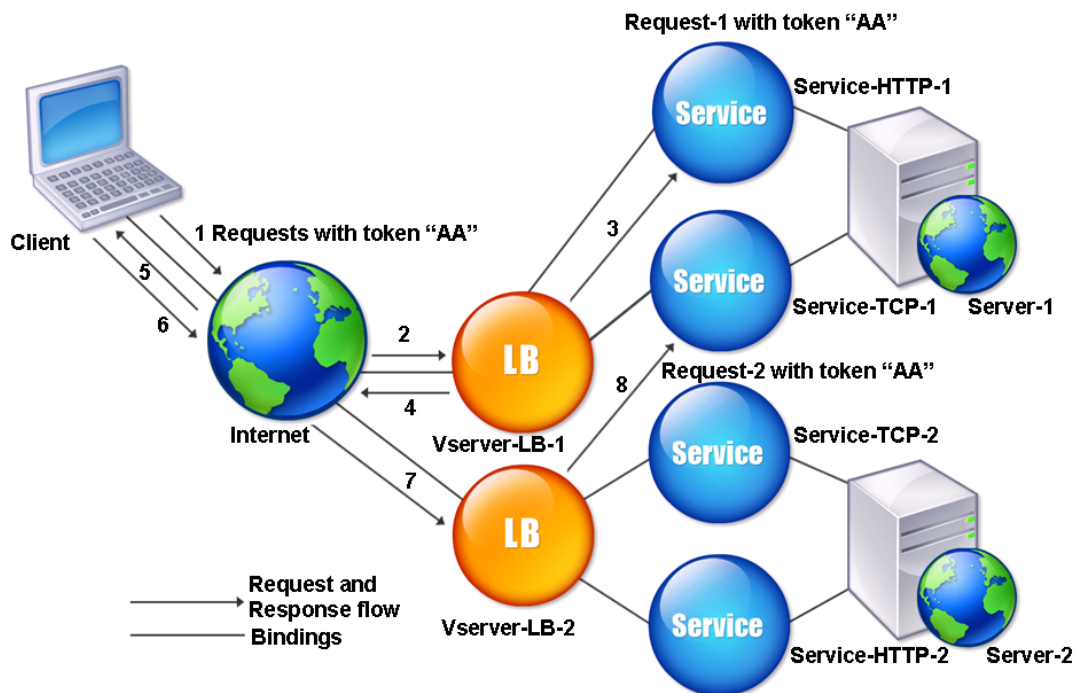 Request-1 with token “AA”
Service
Service-HTTP-1
Client
1 Requests with token “AA”
3
5
6
Service
Service-TCP-1
Server-1
2
LB
4
8
Request-2 with token “AA”
Internet
Vserver-LB-1
Service
Service-TCP-2
7
LB
Request and
Response flow
Bindings
Vserver-LB-2
Service
Service-HTTP-2
Server-2